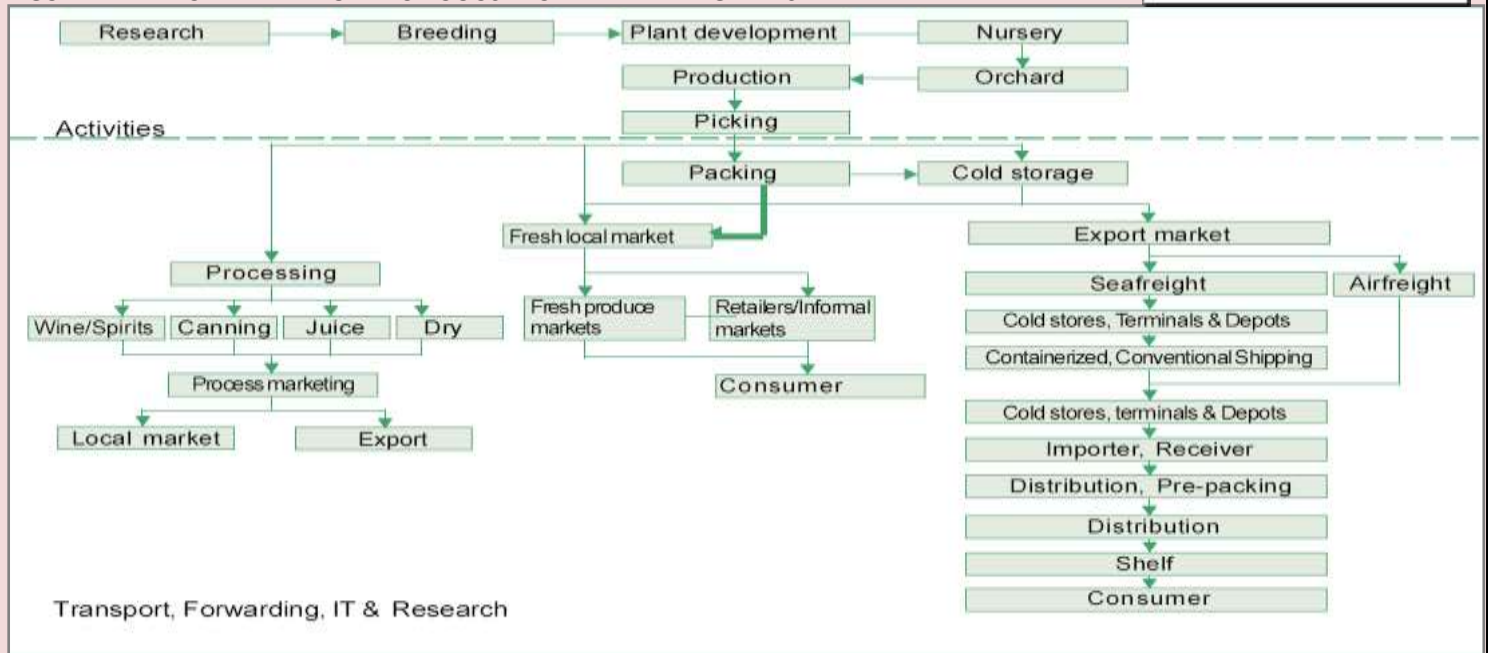 Research
Breeding
Plant development
Nursery
Production
Orchard
Picking
Activities
Packing
Cold storage
Fresh local market
Export market
Processing
Seafreight
Airfreight
Fresh produce
markets
Retailers/Informal
markets
Wine/Spirits
Canning
Juice
Dry
Cold stores, Terminals & Depots
Containerized, Conventional Shipping
Process marketing
Consumer
Cold stores, terminals & Depots
Local market
Export
Importer, Receiver
Distribution, Pre-packing
Distribution
Shelf
Consumer
Transport, Forwarding, IT & Research